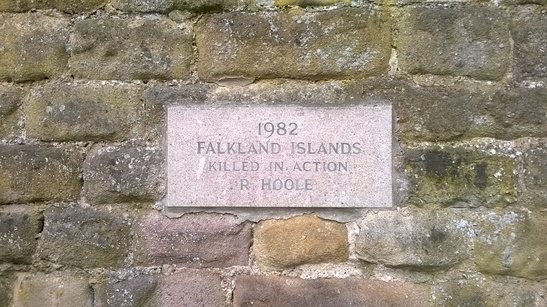 1982
FALKLAND ISLANDS
KILLED IN ACTION
R. HOOLE